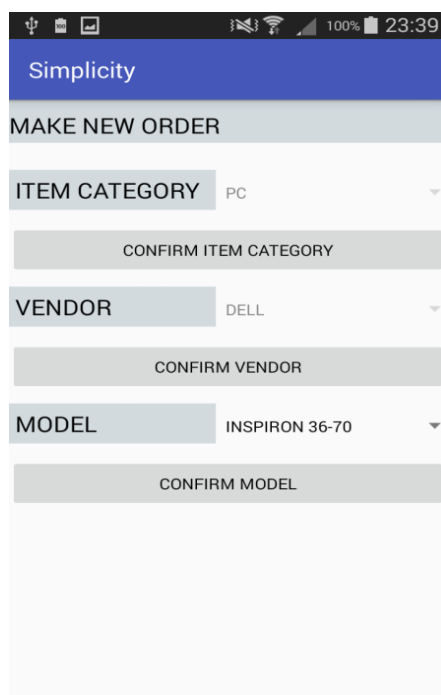 100% 23:39
Simplicity
MAKE NEW ORDER
ITEM CATEGORY PC
CONFIRM ITEM CATEGORY
VENDOR DELL
CONFIRM VENDOR
MODEL INSPIRON 36-70
CONFIRM MODEL